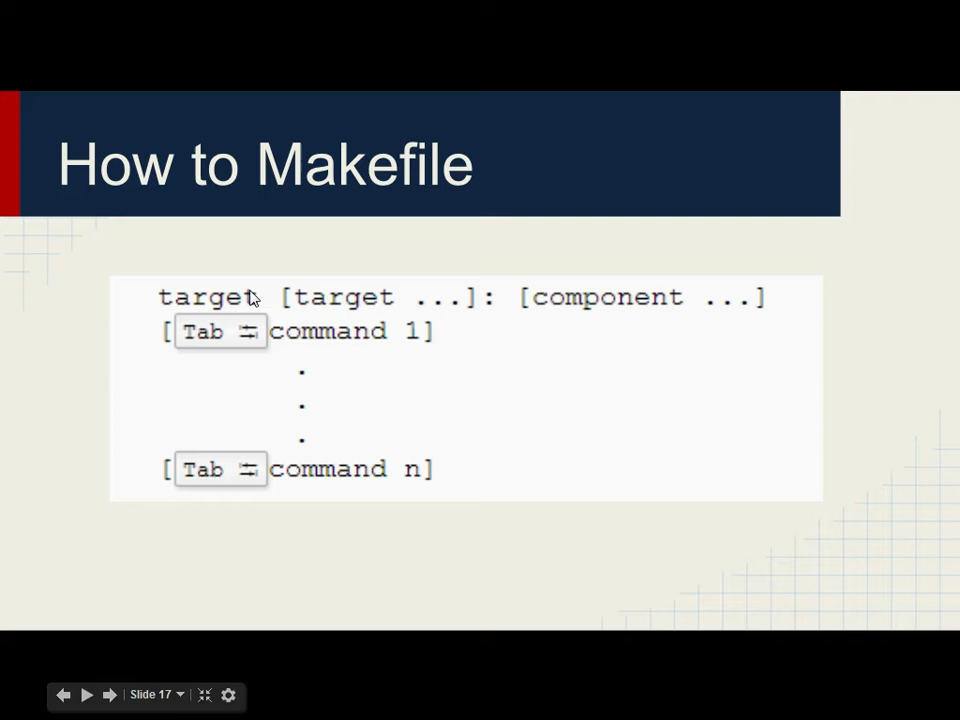 How to Makefile
target [target ...]: [component ...]
[Tab ⇆ command 1]
.
.
.
[Tab ⇆ command n]
Slide 17